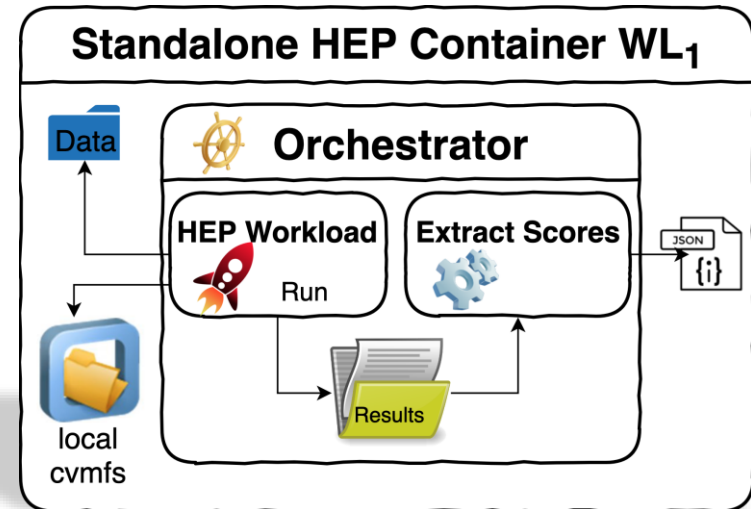 Standalone HEP Container WL₁
Data
Orchestrator
HEP Workload
Run
Extract Scores
JSON
{i}
Results
local
cvmfs